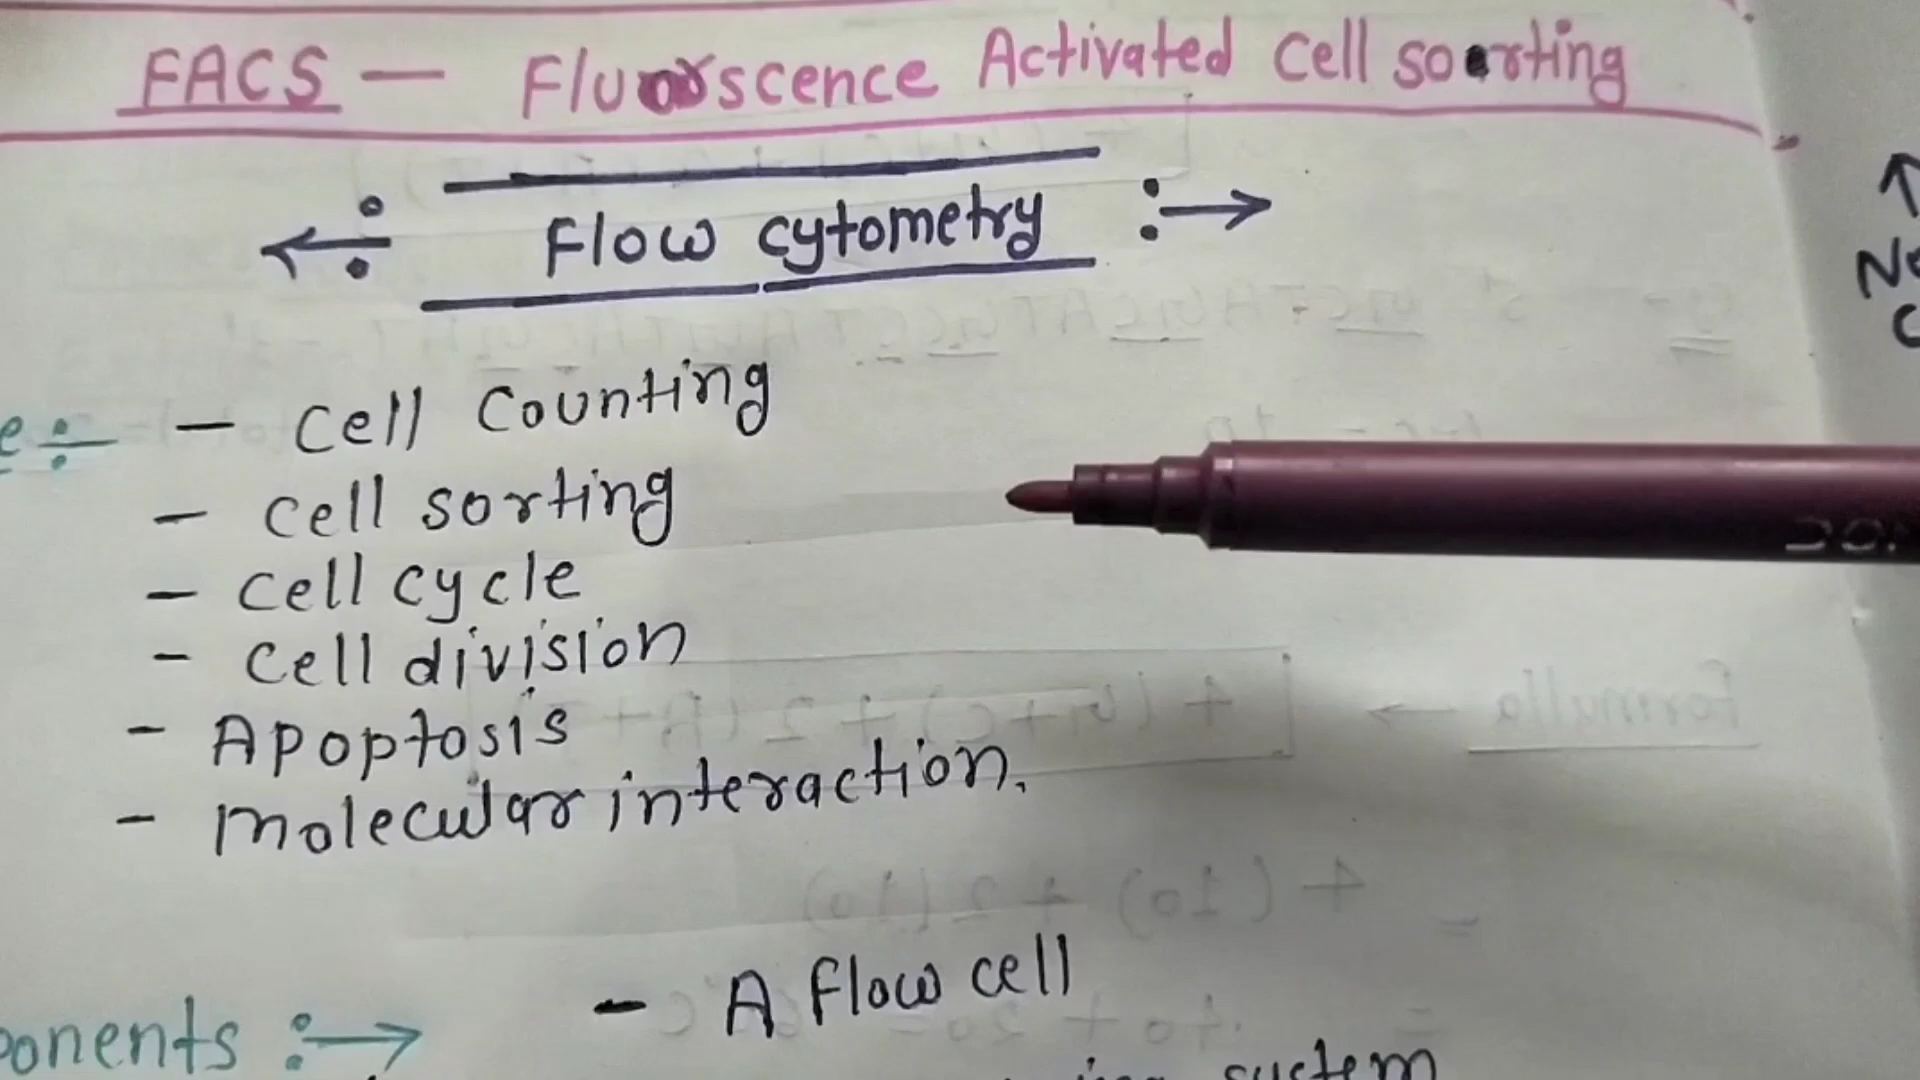 FACS — Fluorscence Activated Cell sorting
Flow cytometry
- Cell Counting
- Cell sorting
- Cell cycle
- Cell division
- Apoptosis
- Molecular interaction.
- A flow cell
system